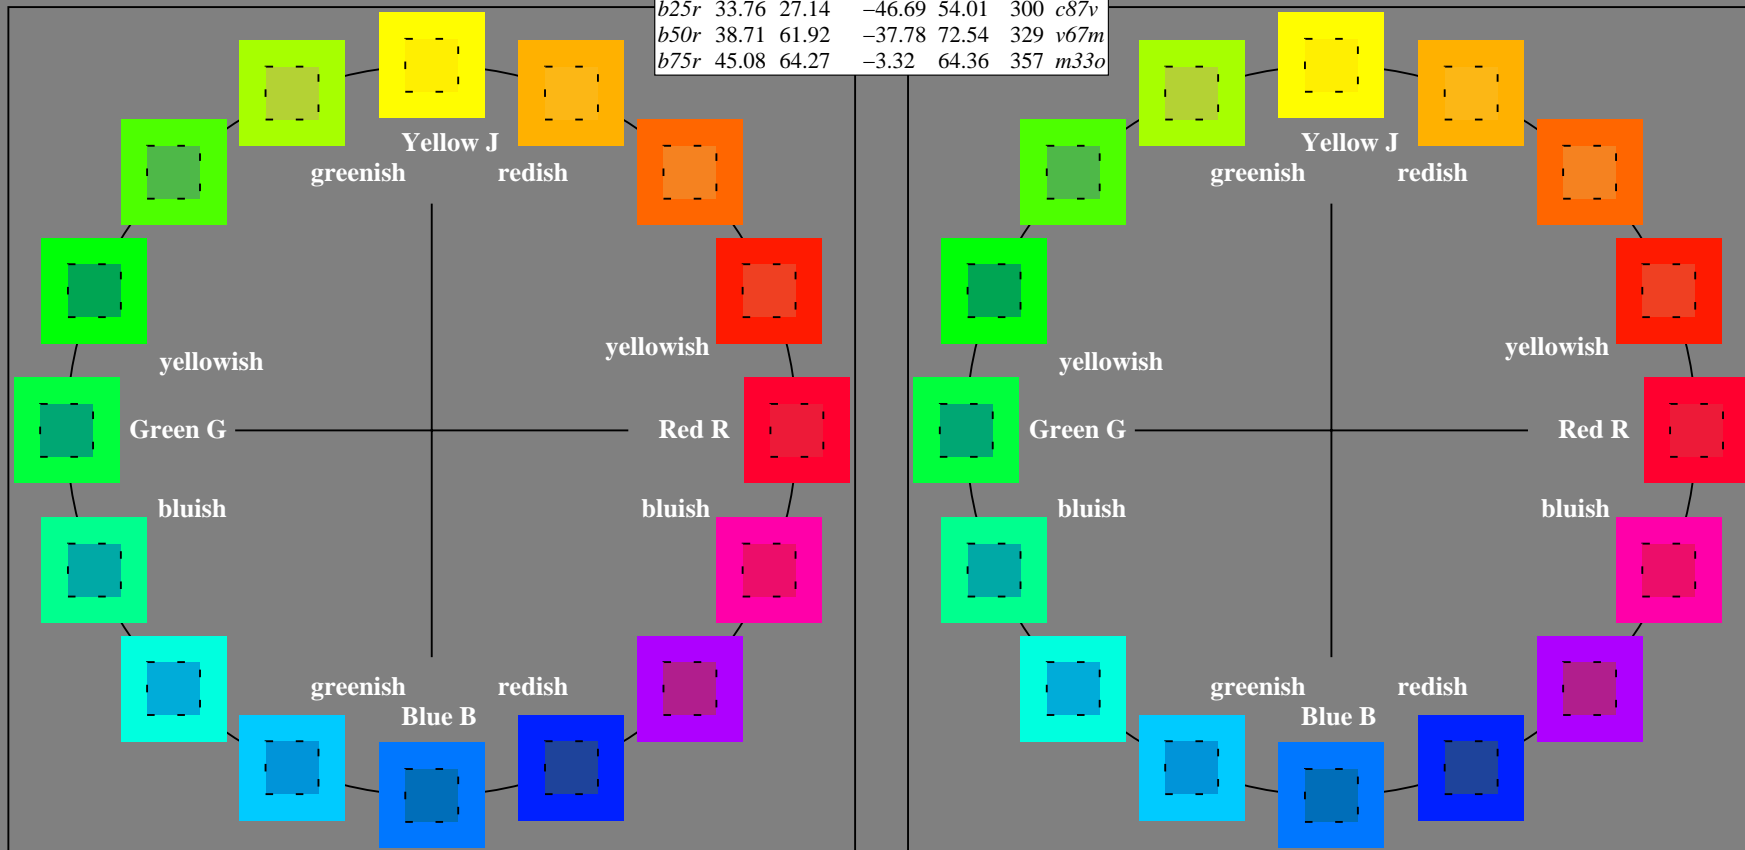 b25r 33.76 27.14 −46.69 54.01 300 c87v
b50r 38.71 61.92 −37.78 72.54 329 v67m
b75r 45.08 64.27 −3.32 64.36 357 m33o
Yellow J
greenish redish
yellowish
yellowish
Green G Red R
bluish bluish
greenish redish
Blue B
Yellow J
greenish redish
yellowish
yellowish
Green G Red R
bluish bluish
greenish redish
Blue B